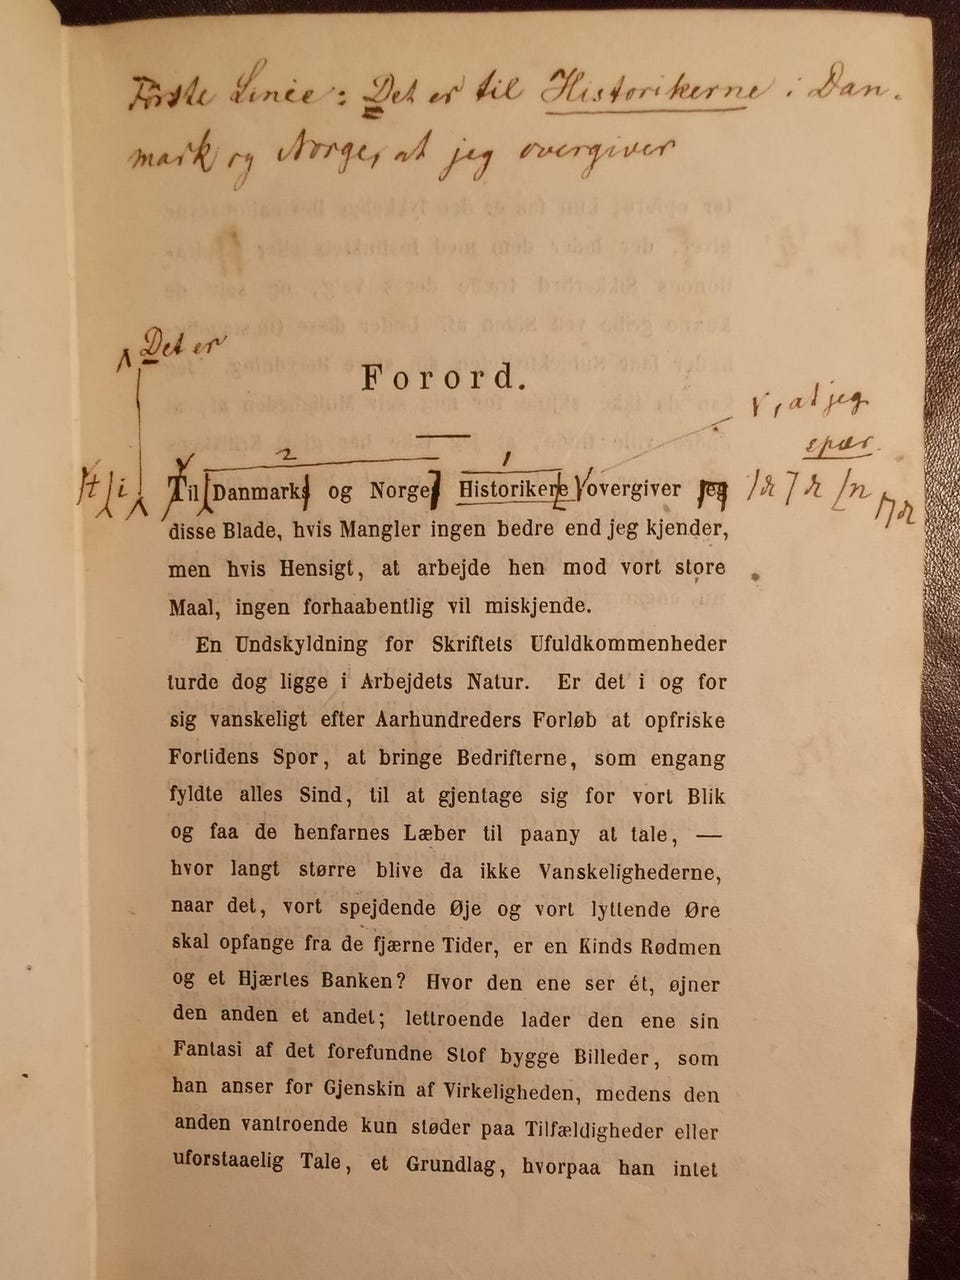 Første Linie: Det er til Historikerne i Dan-
mark og Norge, at jeg overgiver
Det er
Forord.
, at jeg
spær.
2 1
Til Danmarks og Norges Historikere overgiver jeg
disse Blade, hvis Mangler ingen bedre end jeg kjender,
men hvis Hensigt, at arbejde hen mod vort store
Maal, ingen forhaabentlig vil miskjende.
En Undskyldning for Skriftets Ufuldkommenheder
turde dog ligge i Arbejdets Natur. Er det i og for
sig vanskeligt efter Aarhundreders Forløb at opfriske
Fortidens Spor, at bringe Bedrifterne, som engang
fyldte alles Sind, til at gjentage sig for vort Blik
og faa de henfarnes Læber til paany at tale, —
hvor langt større blive da ikke Vanskelighederne,
naar det, vort spejdende Øje og vort lyttende Øre
skal opfange fra de fjærne Tider, er en Kinds Rødmen
og et Hjærtes Banken? Hvor den ene ser ét, øjner
den anden et andet; lettroende lader den ene sin
Fantasi af det forefundne Stof bygge Billeder, som
han anser for Gjenskin af Virkeligheden, medens den
anden vantroende kun støder paa Tilfældigheder eller
uforstaaelig Tale, et Grundlag, hvorpaa han intet